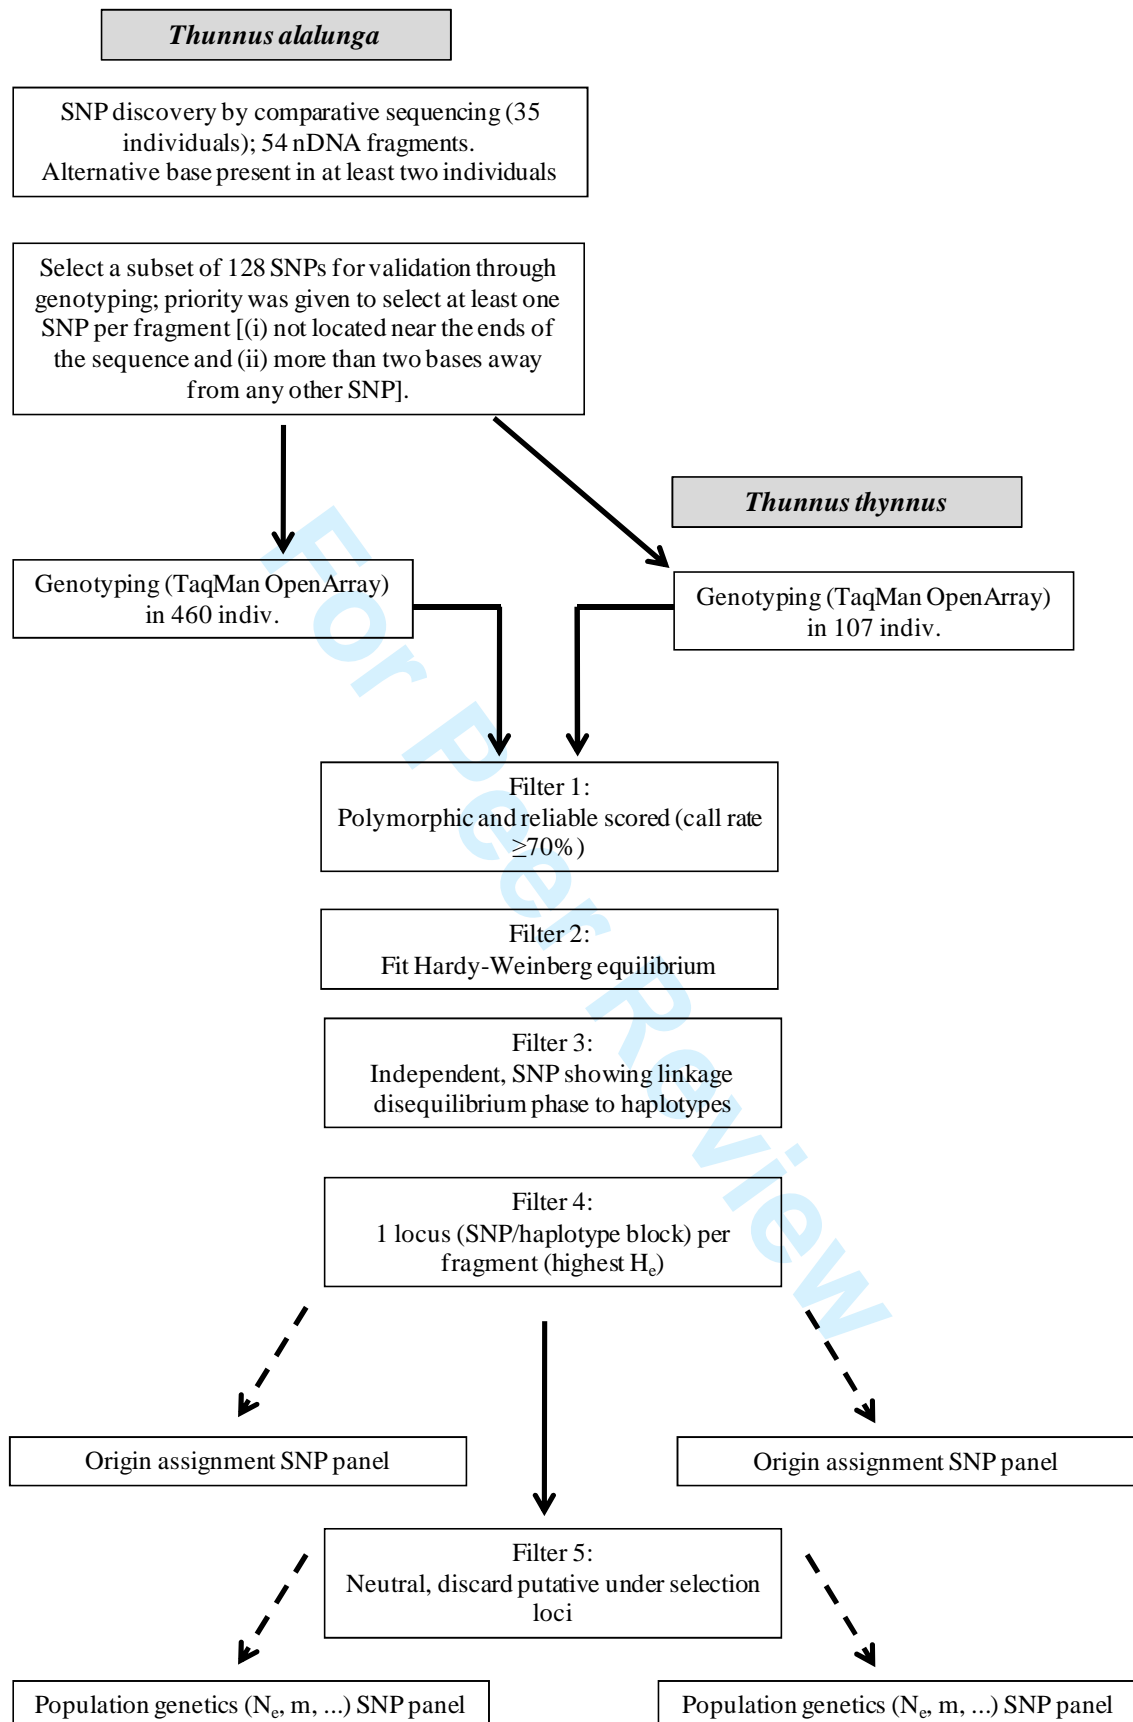 Thunnus alalunga
SNP discovery by comparative sequencing (35
individuals); 54 nDNA fragments.
Alternative base present in at least two individuals
Select a subset of 128 SNPs for validation through
genotyping; priority was given to select at least one
SNP per fragment [(i) not located near the ends of
the sequence and (ii) more than two bases away
from any other SNP].
Thunnus thynnus
Genotyping (TaqMan OpenArray)
in 460 indiv.
Genotyping (TaqMan OpenArray)
in 107 indiv.
Filter 1:
Polymorphic and reliable scored (call rate
≥70%)
Filter 2:
Fit Hardy-Weinberg equilibrium
Filter 3:
Independent, SNP showing linkage
disequilibrium phase to haplotypes
Filter 4:
1 locus (SNP/haplotype block) per
fragment (highest He)
Origin assignment SNP panel
Origin assignment SNP panel
Filter 5:
Neutral, discard putative under selection
loci
Population genetics (Ne, m, ...) SNP panel
Population genetics (Ne, m, ...) SNP panel
For Peer Review